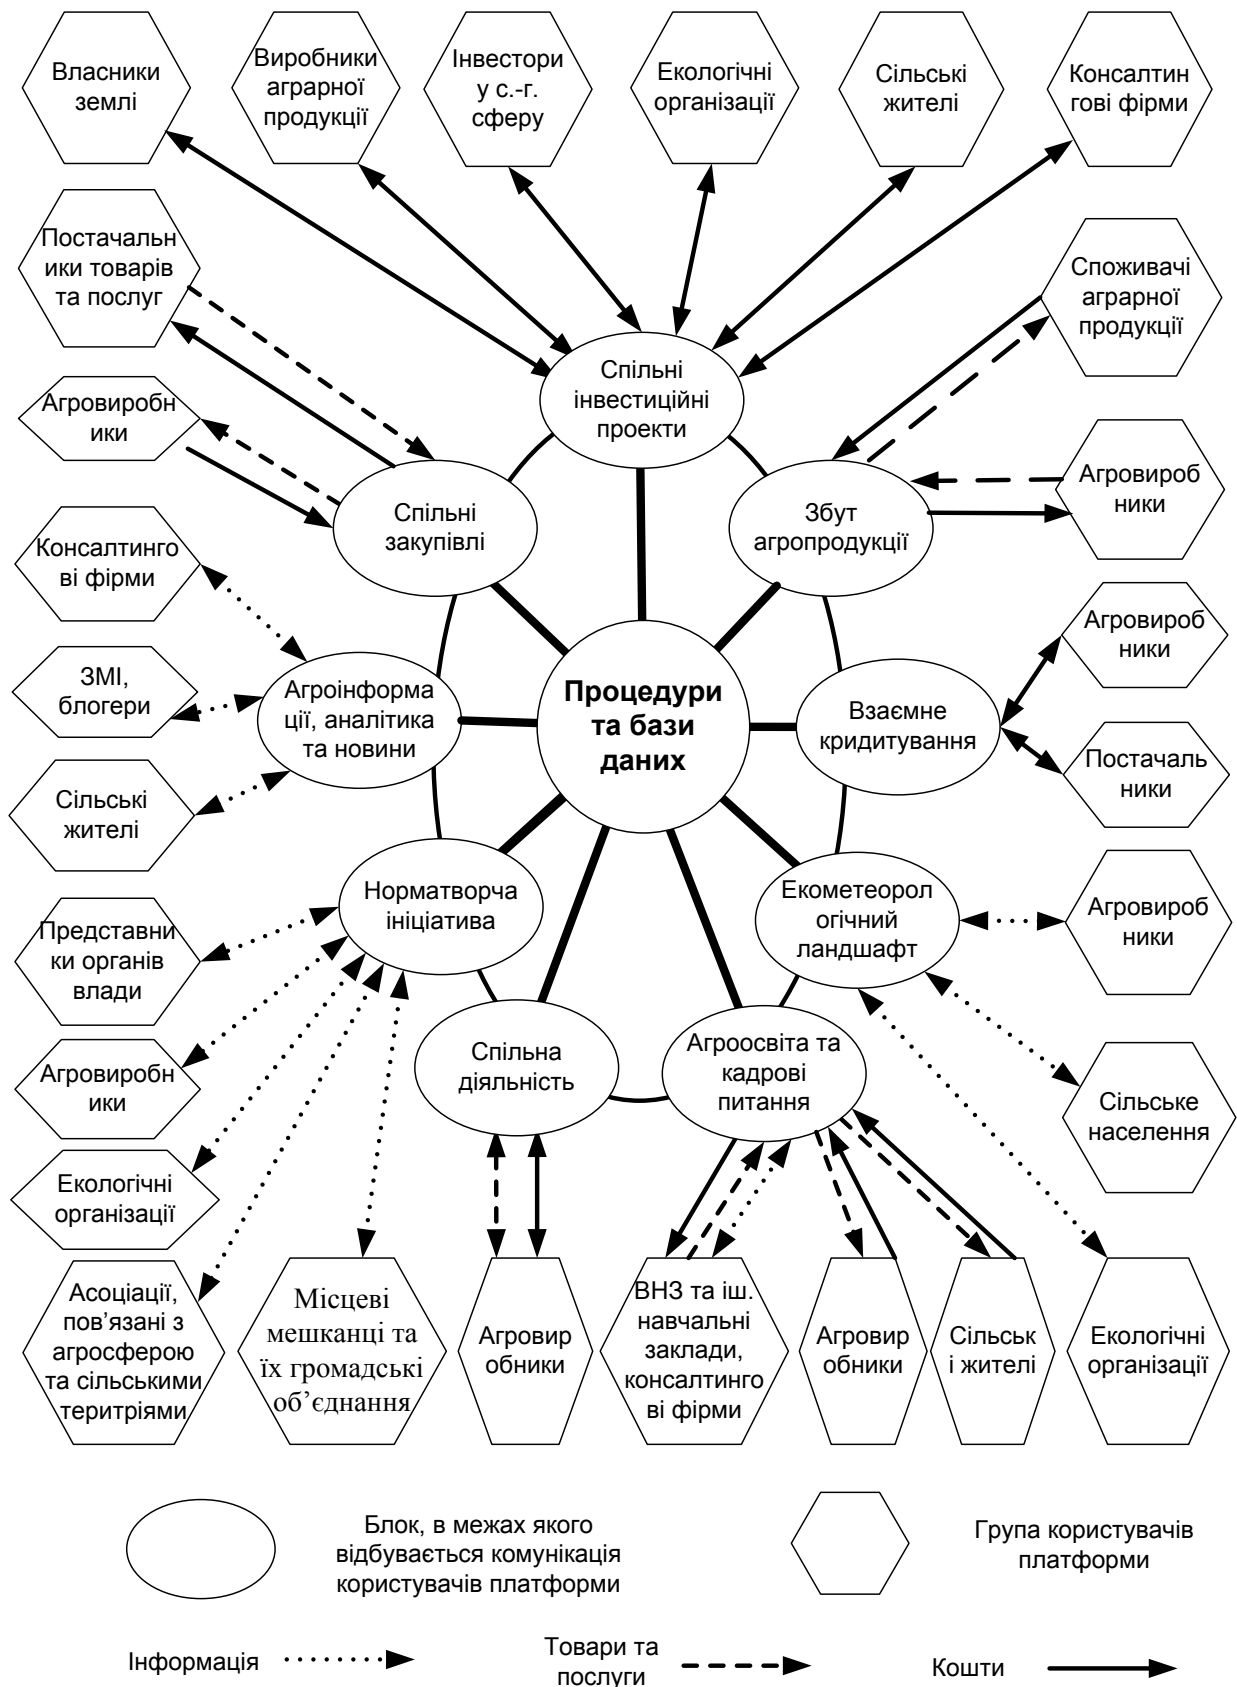 Власники
землі
Виробники
аграрної
продукції
Інвестори
у с.-г.
сферу
Екологічні
організації
Сільські
жителі
Консалтин
гові фірми
Постачальн
ики товарів
та послуг
Споживачі
аграрної
продукції
Спільні
інвестиційні
проекти
Агровиробн
ики
Агровироб
ники
Спільні
закупівлі
Збут
агропродукції
Консалтинго
ві фірми
Агровироб
ники
ЗМІ,
блогери
Агроінформа
ції, аналітика
та новини
Процедури
та бази
даних
Взаємне
кридитування
Постачаль
ники
Сільські
жителі
Норматворча
ініціатива
Екометеорол
огічний
ландшафт
Агровироб
ники
Представни
ки органів
влади
Спільна
діяльність
Агроосвіта та
кадрові
питання
Агровиробн
ики
Сільське
населення
Екологічні
організації
Асоціації,
пов’язані з
агросферою
та сільськими
теритріями
Місцеві
мешканці та
їх громадські
об’єднання
Агровир
обники
ВНЗ та іш.
навчальні
заклади,
консалтинго
ві фірми
Агровир
обники
Сільськ
і жителі
Екологічні
організації
Блок, в межах якого
відбувається комунікація
користувачів платформи
Група користувачів
платформи
Інформація
Товари та
послуги
Кошти